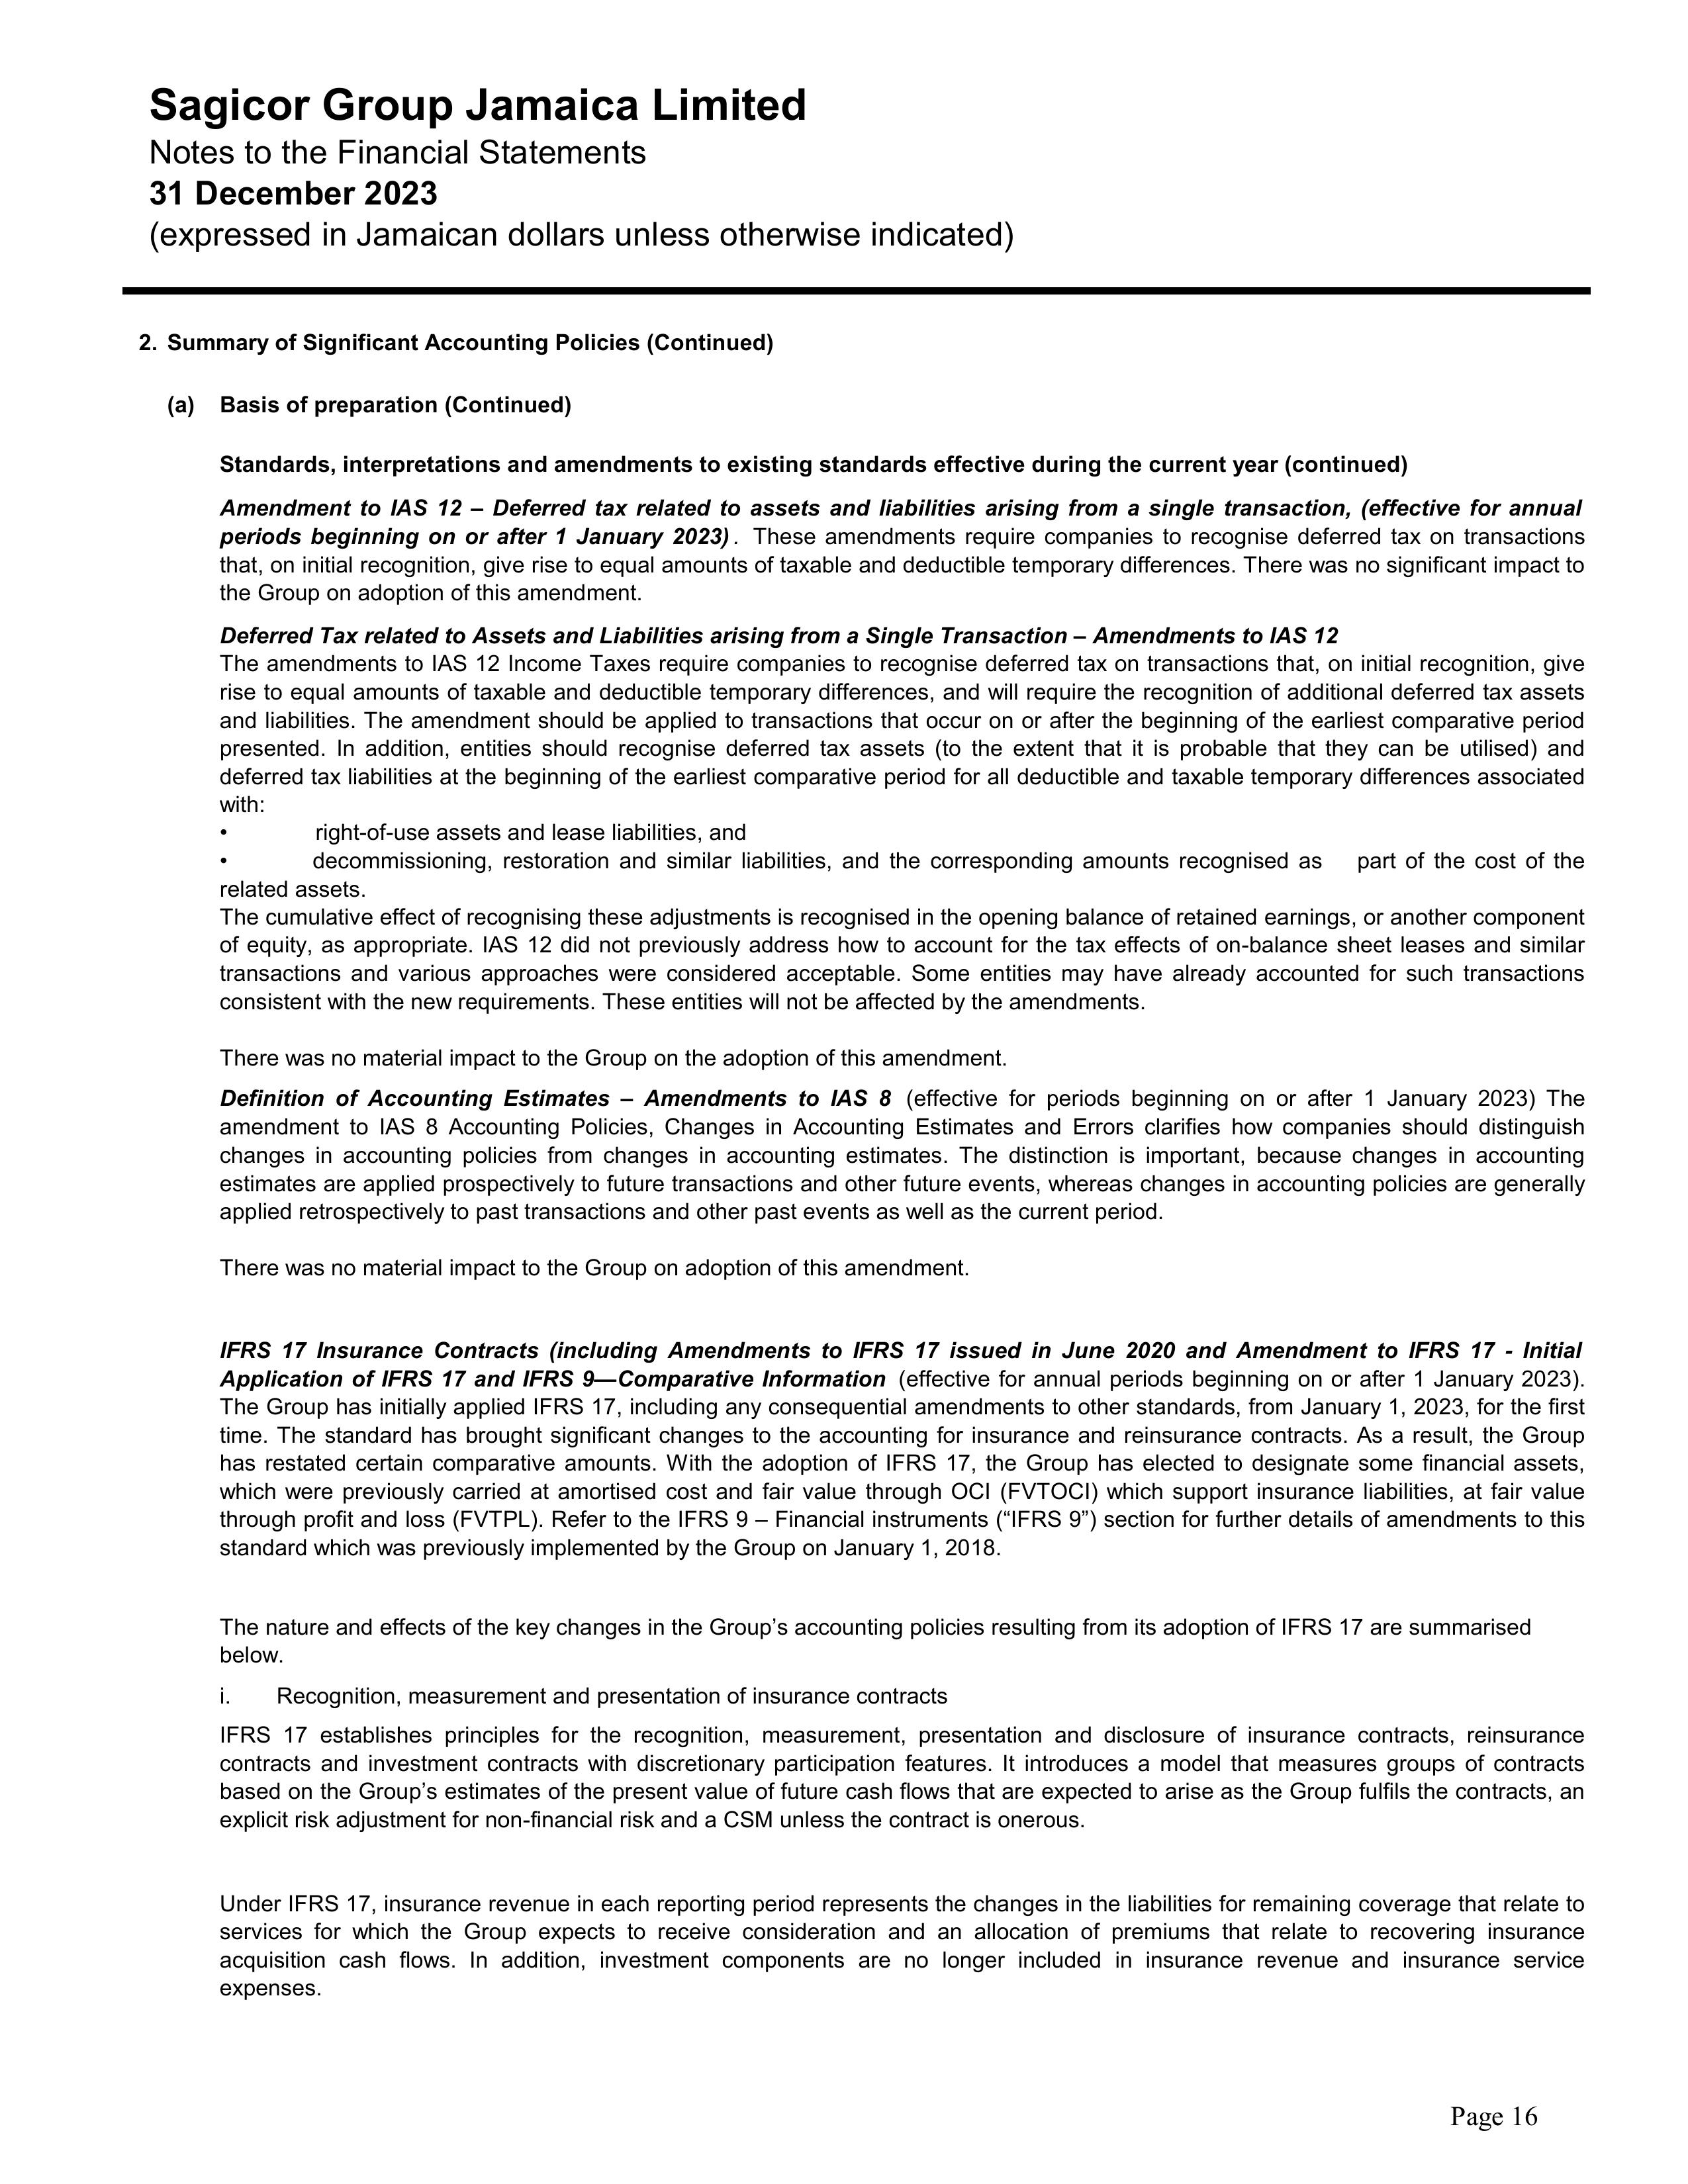 Sagicor Group Jamaica Limited
Notes to the Financial Statements
31 December 2023
(expressed in Jamaican dollars unless otherwise indicated)
2. Summary of Significant Accounting Policies (Continued)
(a) Basis of preparation (Continued)
Standards, interpretations and amendments to existing standards effective during the current year (continued)
Amendment to IAS 12 – Deferred tax related to assets and liabilities arising from a single transaction, (effective for annual
periods beginning on or after 1 January 2023). These amendments require companies to recognise deferred tax on transactions
that, on initial recognition, give rise to equal amounts of taxable and deductible temporary differences. There was no significant impact to
the Group on adoption of this amendment.
Deferred Tax related to Assets and Liabilities arising from a Single Transaction – Amendments to IAS 12
The amendments to IAS 12 Income Taxes require companies to recognise deferred tax on transactions that, on initial recognition, give
rise to equal amounts of taxable and deductible temporary differences, and will require the recognition of additional deferred tax assets
and liabilities. The amendment should be applied to transactions that occur on or after the beginning of the earliest comparative period
presented. In addition, entities should recognise deferred tax assets (to the extent that it is probable that they can be utilised) and
deferred tax liabilities at the beginning of the earliest comparative period for all deductible and taxable temporary differences associated
with:
• right-of-use assets and lease liabilities, and
• decommissioning, restoration and similar liabilities, and the corresponding amounts recognised as part of the cost of the
related assets.
The cumulative effect of recognising these adjustments is recognised in the opening balance of retained earnings, or another component
of equity, as appropriate. IAS 12 did not previously address how to account for the tax effects of on-balance sheet leases and similar
transactions and various approaches were considered acceptable. Some entities may have already accounted for such transactions
consistent with the new requirements. These entities will not be affected by the amendments.
There was no material impact to the Group on the adoption of this amendment.
Definition of Accounting Estimates – Amendments to IAS 8 (effective for periods beginning on or after 1 January 2023) The
amendment to IAS 8 Accounting Policies, Changes in Accounting Estimates and Errors clarifies how companies should distinguish
changes in accounting policies from changes in accounting estimates. The distinction is important, because changes in accounting
estimates are applied prospectively to future transactions and other future events, whereas changes in accounting policies are generally
applied retrospectively to past transactions and other past events as well as the current period.
There was no material impact to the Group on adoption of this amendment.
IFRS 17 Insurance Contracts (including Amendments to IFRS 17 issued in June 2020 and Amendment to IFRS 17 - Initial
Application of IFRS 17 and IFRS 9—Comparative Information (effective for annual periods beginning on or after 1 January 2023).
The Group has initially applied IFRS 17, including any consequential amendments to other standards, from January 1, 2023, for the first
time. The standard has brought significant changes to the accounting for insurance and reinsurance contracts. As a result, the Group
has restated certain comparative amounts. With the adoption of IFRS 17, the Group has elected to designate some financial assets,
which were previously carried at amortised cost and fair value through OCI (FVTOCI) which support insurance liabilities, at fair value
through profit and loss (FVTPL). Refer to the IFRS 9 – Financial instruments (“IFRS 9”) section for further details of amendments to this
standard which was previously implemented by the Group on January 1, 2018.
The nature and effects of the key changes in the Group’s accounting policies resulting from its adoption of IFRS 17 are summarised
below.
i. Recognition, measurement and presentation of insurance contracts
IFRS 17 establishes principles for the recognition, measurement, presentation and disclosure of insurance contracts, reinsurance
contracts and investment contracts with discretionary participation features. It introduces a model that measures groups of contracts
based on the Group’s estimates of the present value of future cash flows that are expected to arise as the Group fulfils the contracts, an
explicit risk adjustment for non-financial risk and a CSM unless the contract is onerous.
Under IFRS 17, insurance revenue in each reporting period represents the changes in the liabilities for remaining coverage that relate to
services for which the Group expects to receive consideration and an allocation of premiums that relate to recovering insurance
acquisition cash flows. In addition, investment components are no longer included in insurance revenue and insurance service
expenses.
Page 16